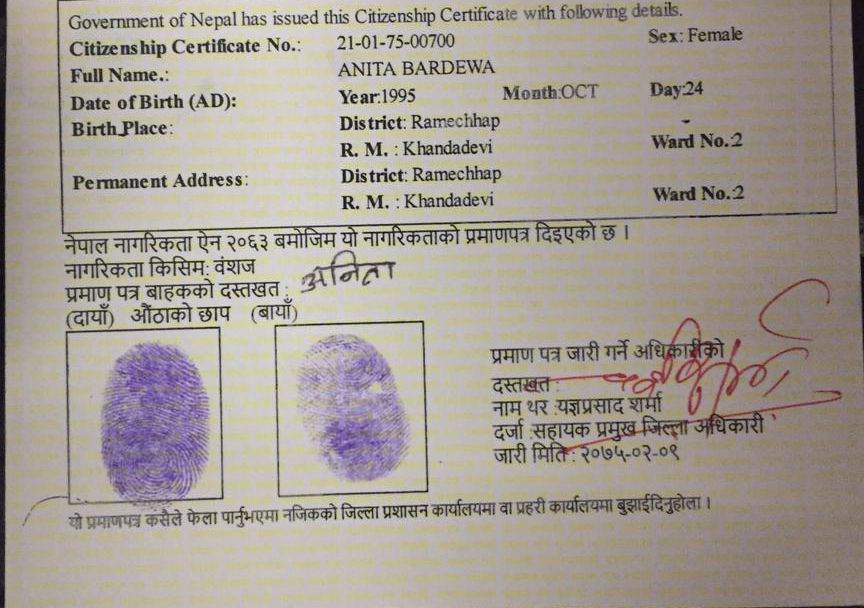 Government of Nepal has issued this Citizenship Certificate with following details.
Citizenship Certificate No.: 21-01-75-00700 Sex: Female
Full Name.: ANITA BARDEWA
Date of Birth (AD): Year:1995 Month:OCT Day:24
Birth Place: District: Ramechhap
R. M. : Khandadevi Ward No.:2
Permanent Address: District: Ramechhap
R. M. : Khandadevi Ward No.:2
नेपाल नागरिकता ऐन २०६३ बमोजिम यो नागरिकताको प्रमाणपत्र दिइएको छ ।
नागरिकता किसिम: वंशज
प्रमाण पत्र बाहकको दस्तखत : अनिता
(दायाँ) औंठाको छाप (बायाँ)
प्रमाण पत्र जारी गर्ने अधिकारीको
दस्तखत :
नाम थर :यज्ञप्रसाद शर्मा
दर्जा :सहायक प्रमुख जिल्ला अधिकारी
जारी मिति : २०७५-०२-०९
यो प्रमाणपत्र कसैले फेला पार्नुभएमा नजिकको जिल्ला प्रशासन कार्यालयमा वा प्रहरी कार्यालयमा बुझाईदिनुहोला ।